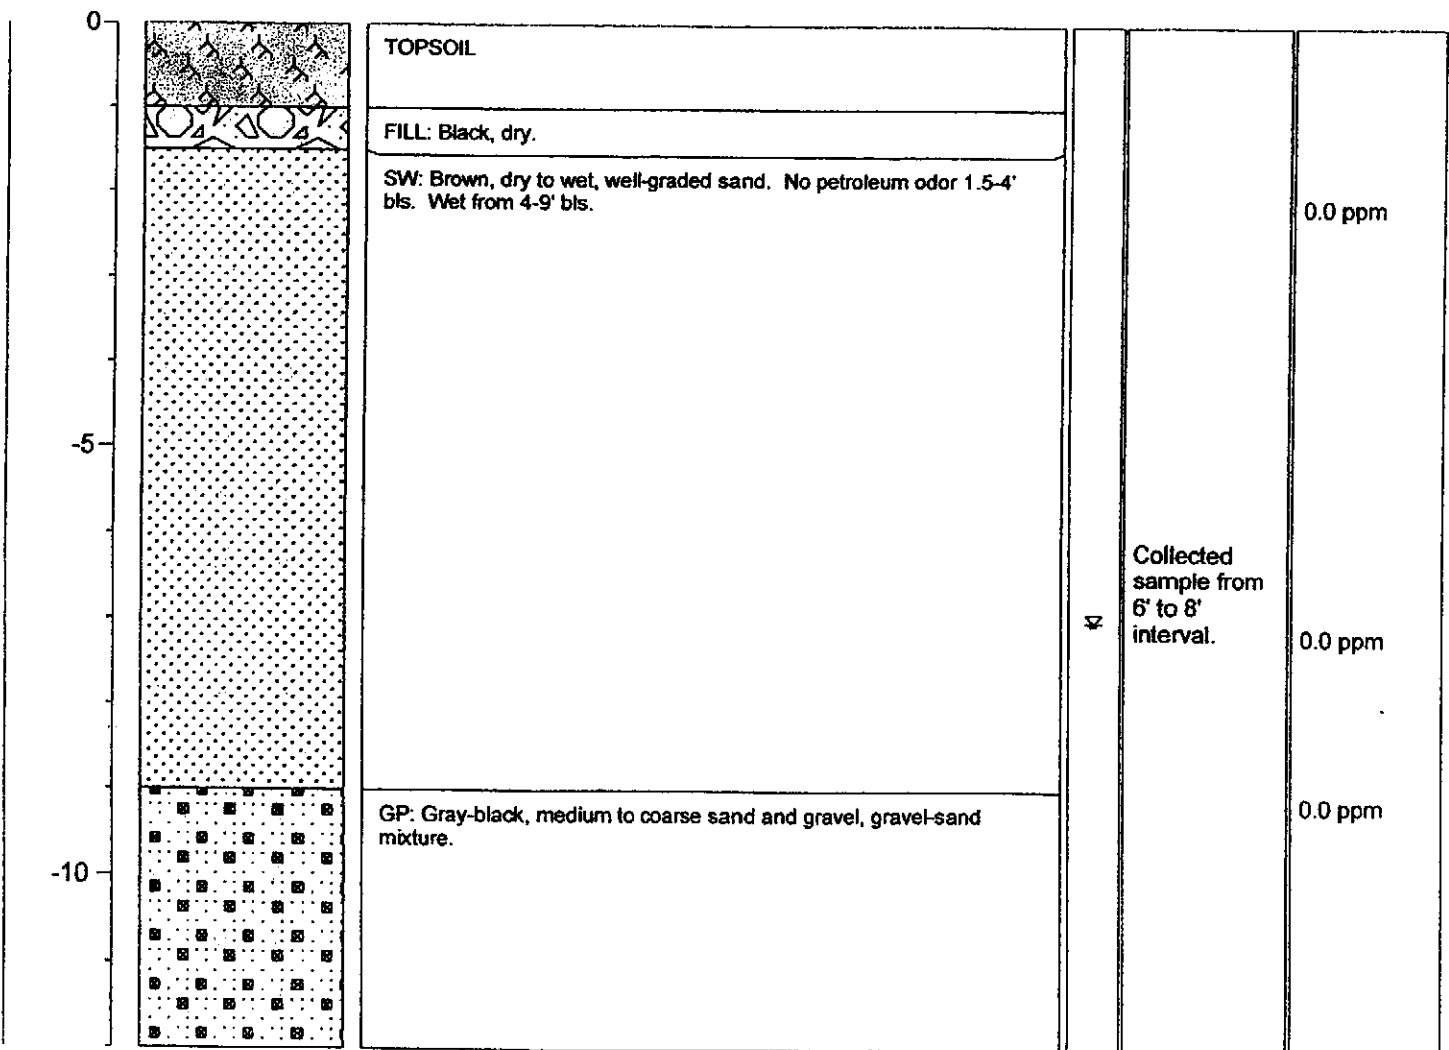 0
TOPSOIL
FILL: Black, dry.
SW: Brown, dry to wet, well-graded sand. No petroleum odor 1.5-4'
bls. Wet from 4-9' bls.
0.0 ppm
-5
Collected
sample from
6' to 8'
interval.
0.0 ppm
GP: Gray-black, medium to coarse sand and gravel, gravel-sand
mixture.
0.0 ppm
-10